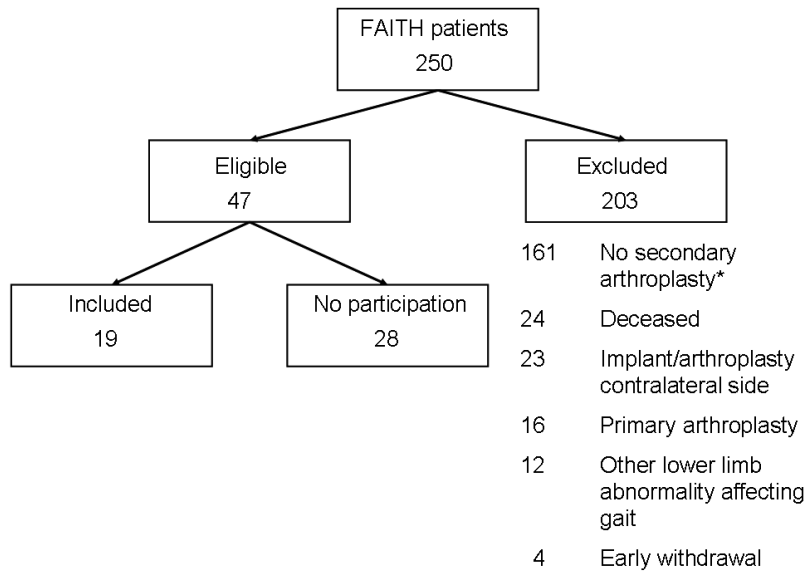 FAITH patients
250
Eligible
47
Excluded
203
Included
19
No participation
28
161 No secondary
arthroplasty*
24 Deceased
23 Implant/arthroplasty
contralateral side
16 Primary arthroplasty
12 Other lower limb
abnormality affecting
gait
4 Early withdrawal